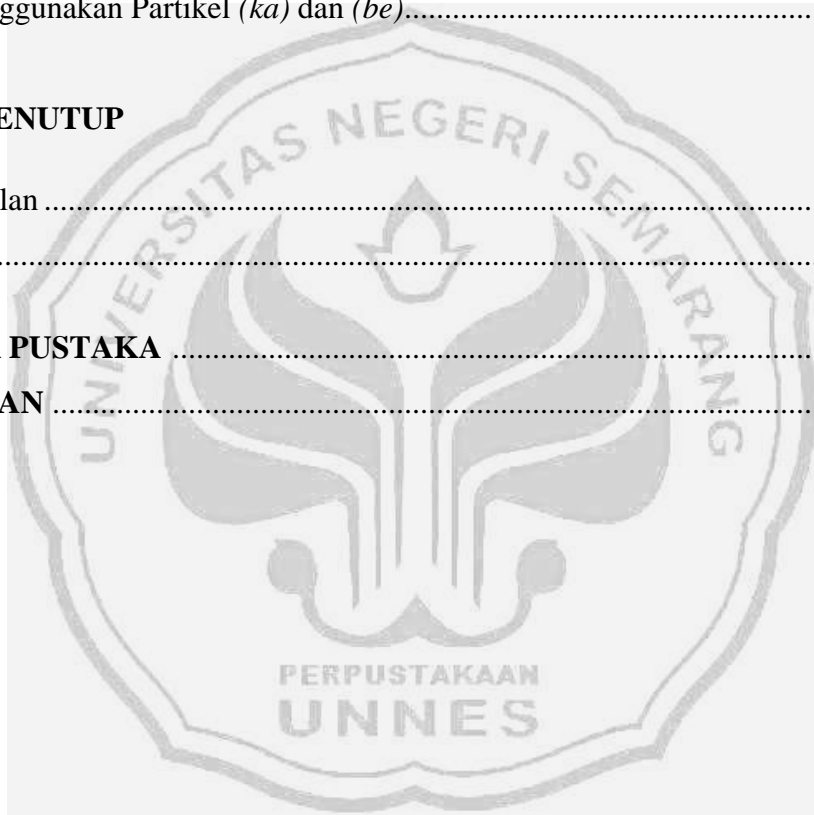 ggunakan Partikel (ka) dan (be)........................................................................
ENUTUP
lan ........................................................................
........................................................................
PUSTAKA ........................................................................
AN ........................................................................
UNIVERSITAS NEGERI SEMARANG
PERPUSTAKAAN
UNNES